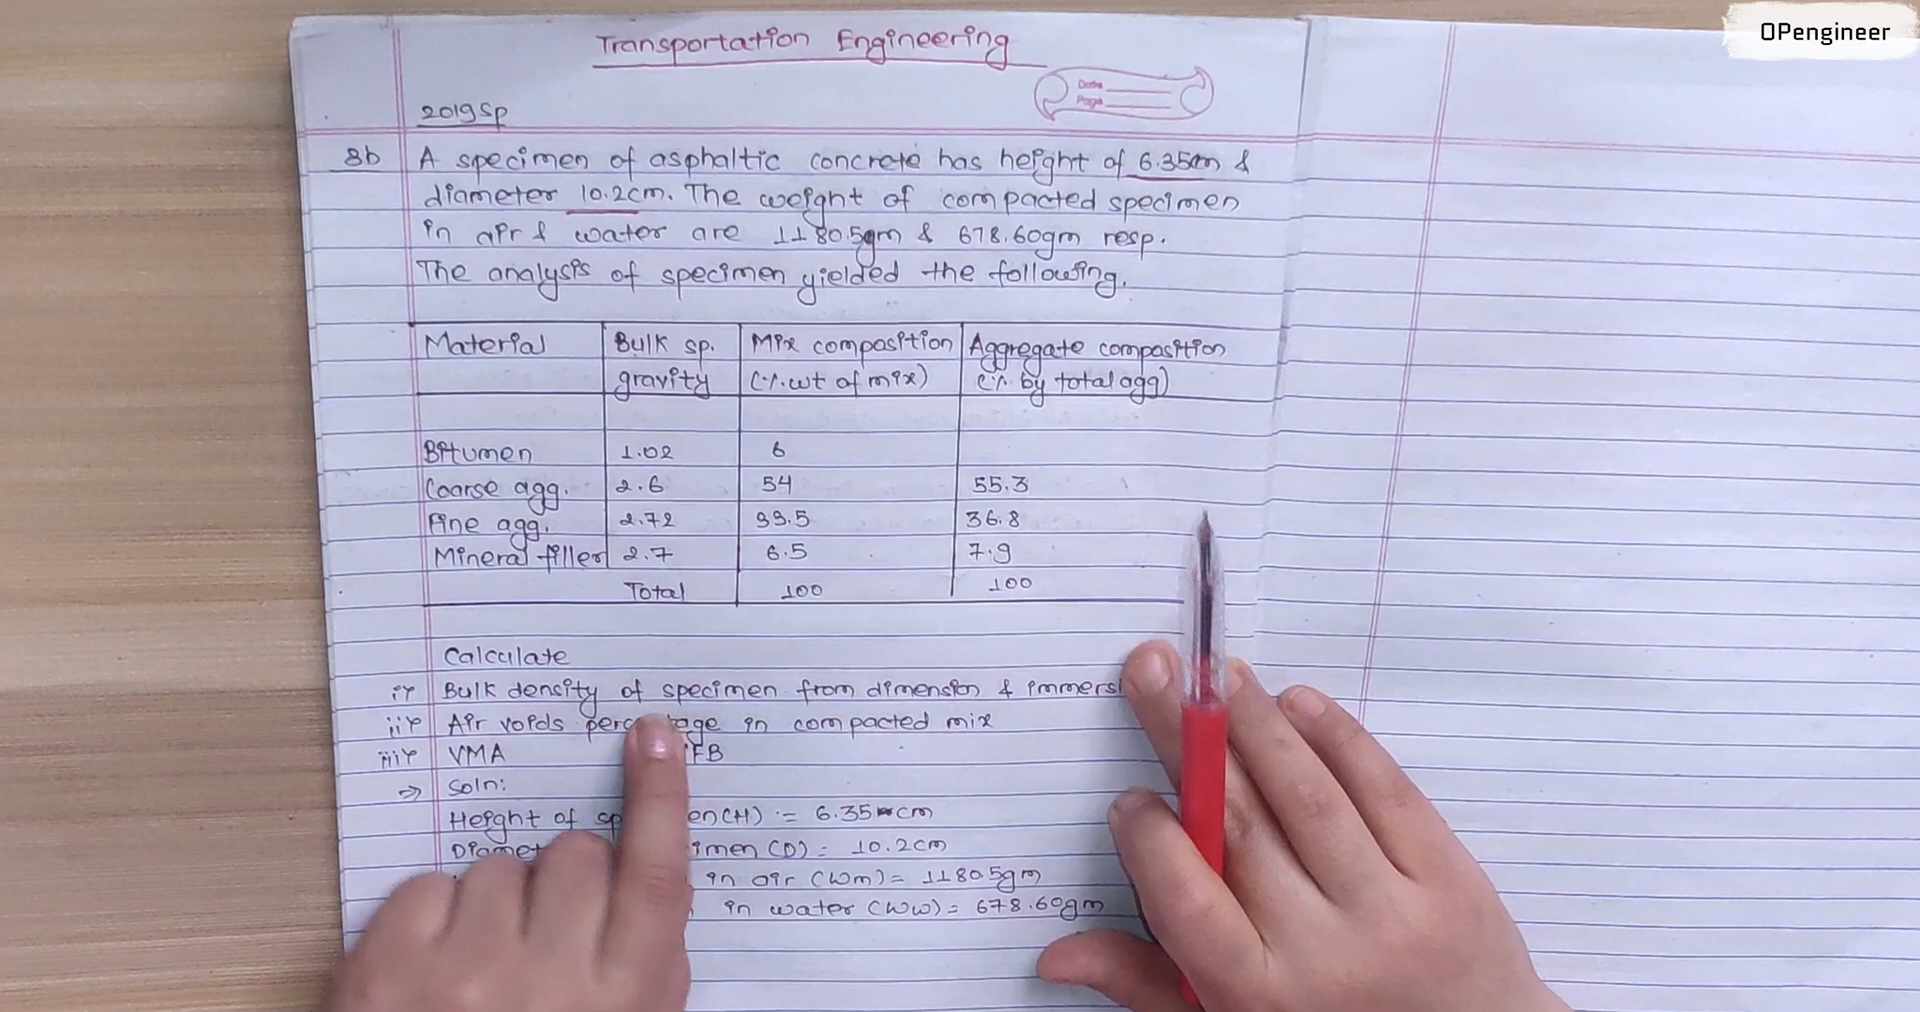 OPengineer
Transportation Engineering
Date
Page
2019 sp
8b A specimen of asphaltic concrete has height of 6.35cm &
diameter 10.2cm. The weight of compacted specimen
in air & water are 1180.5gm & 678.60gm resp.
The analysis of specimen yielded the following.
Material Bulk sp. gravity Mix composition (%.wt of mix) Aggregate composition (%. by total agg)
Bitumen 1.02 6
Coarse agg. 2.6 54 55.3
Fine agg. 2.72 33.5 36.8
Mineral filler 2.7 6.5 7.9
Total 100 100
Calculate
i) Bulk density of specimen from dimension &
ii) Air voids in compacted mix
iii) VMA
⇒ Soln:
Height of (H) = 6.35 cm
(D) = 10.2cm
in air (Wm) = 1180.5gm
in water (Ww) = 678.60gm